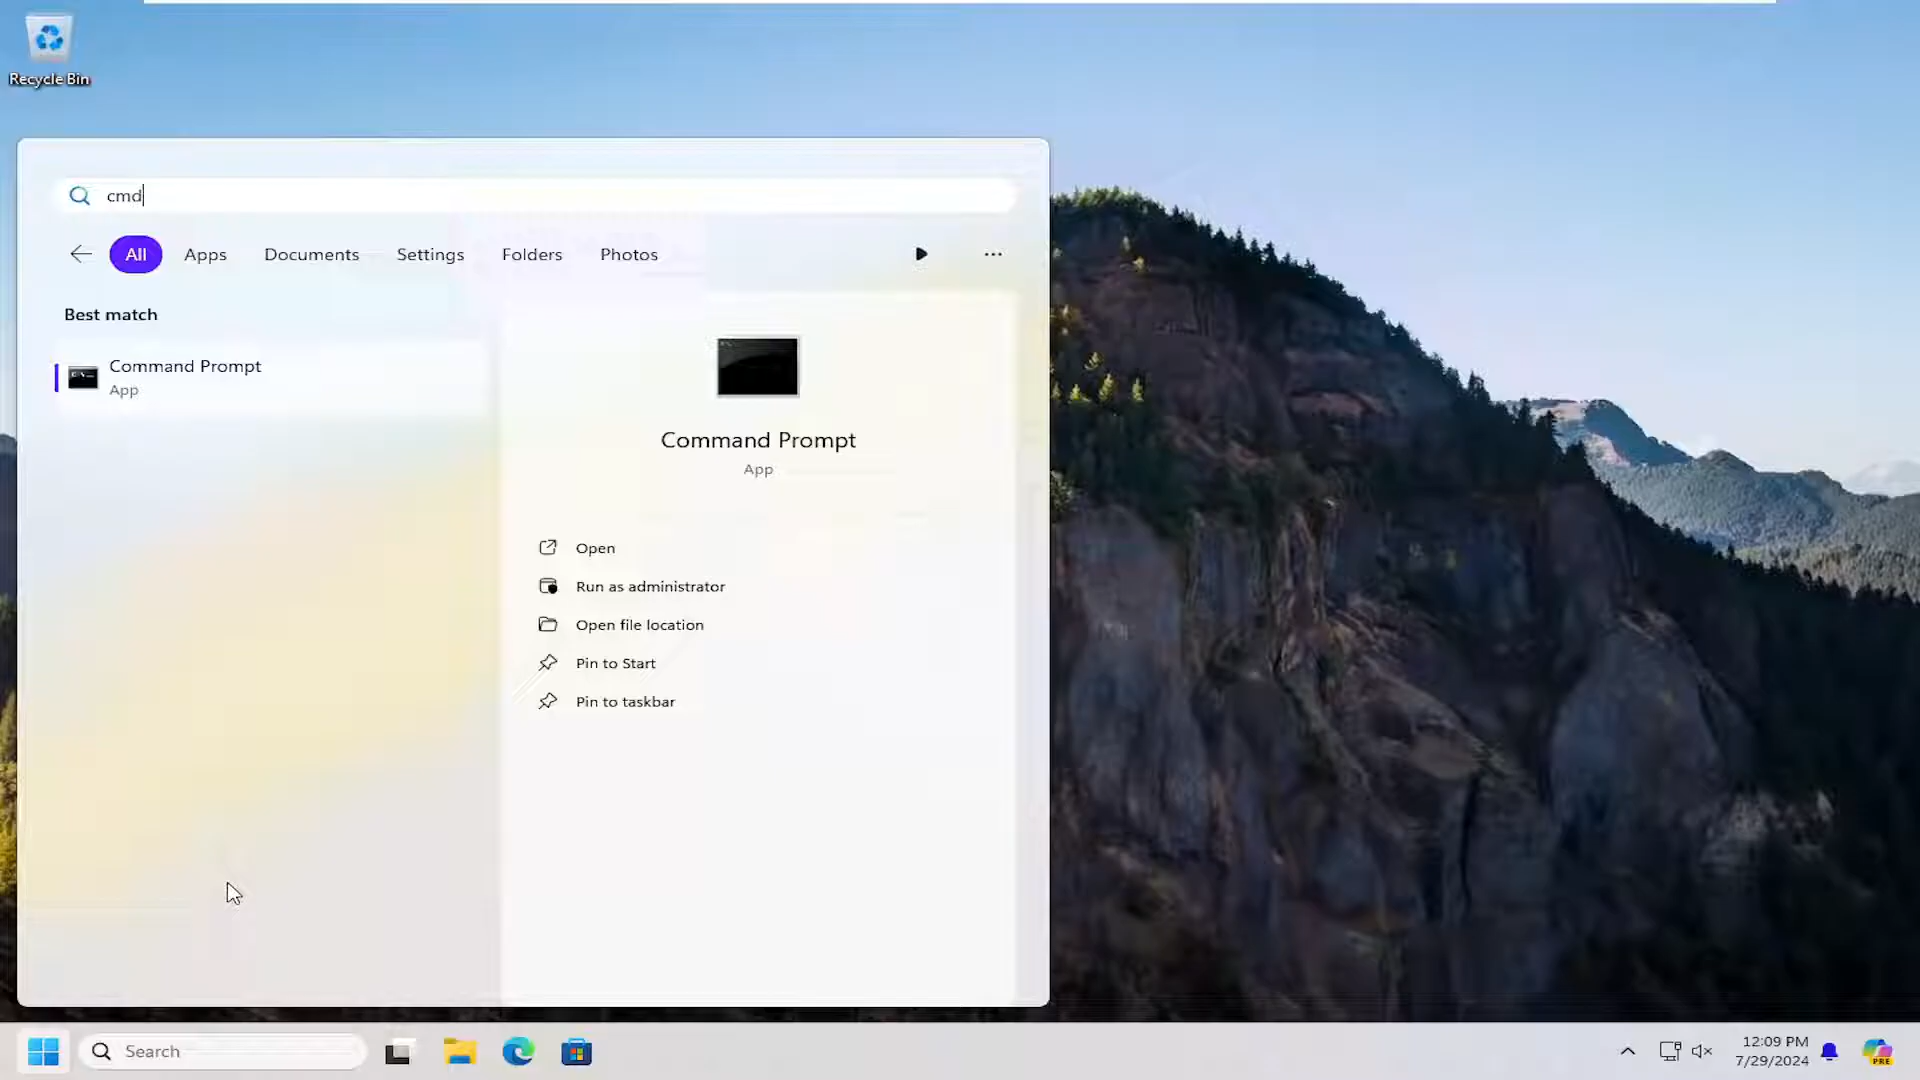 Recycle Bin
cmd
All Apps Documents Settings Folders Photos
Best match
Command Prompt
App
Command Prompt
App
Open
Run as administrator
Open file location
Pin to Start
Pin to taskbar
Search
12:09 PM
7/29/2024
PRE